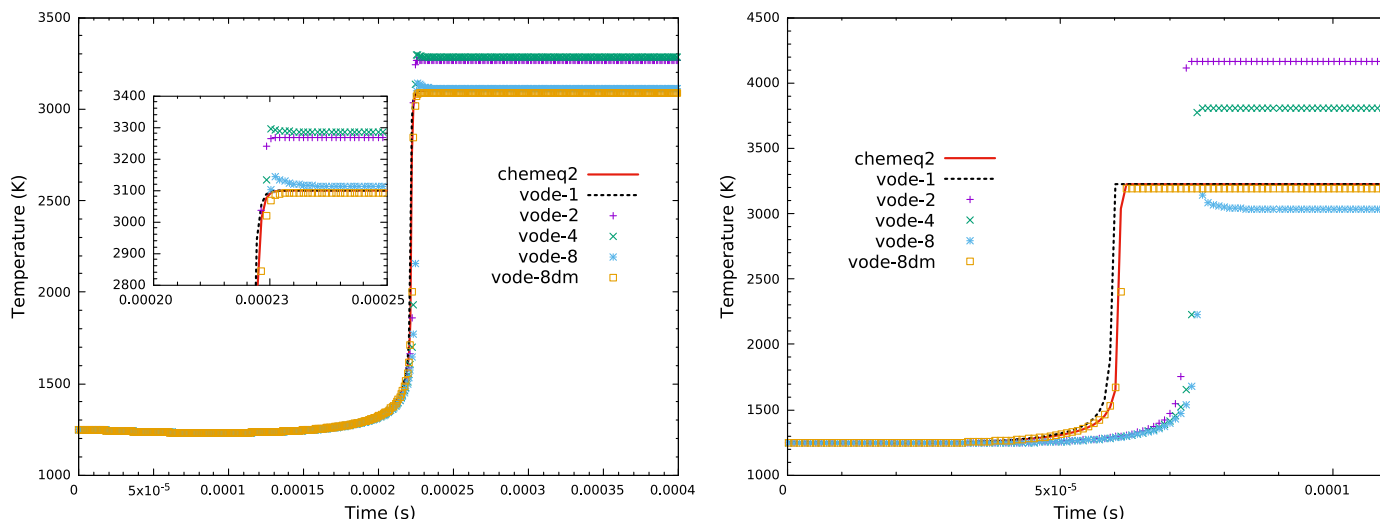 3500
3000
2500
2000
1500
1000
Temperature (K)
0
5x10-5
0.0001
0.00015
0.0002
0.00025
0.0003
0.00035
0.0004
Time (s)
3400
3300
3200
3100
3000
2900
2800
0.00020
0.00023
0.00025
chemeq2
vode-1
vode-2
vode-4
vode-8
vode-8dm
4500
4000
3500
3000
2500
2000
1500
1000
Temperature (K)
0
5x10-5
0.0001
Time (s)
chemeq2
vode-1
vode-2
vode-4
vode-8
vode-8dm